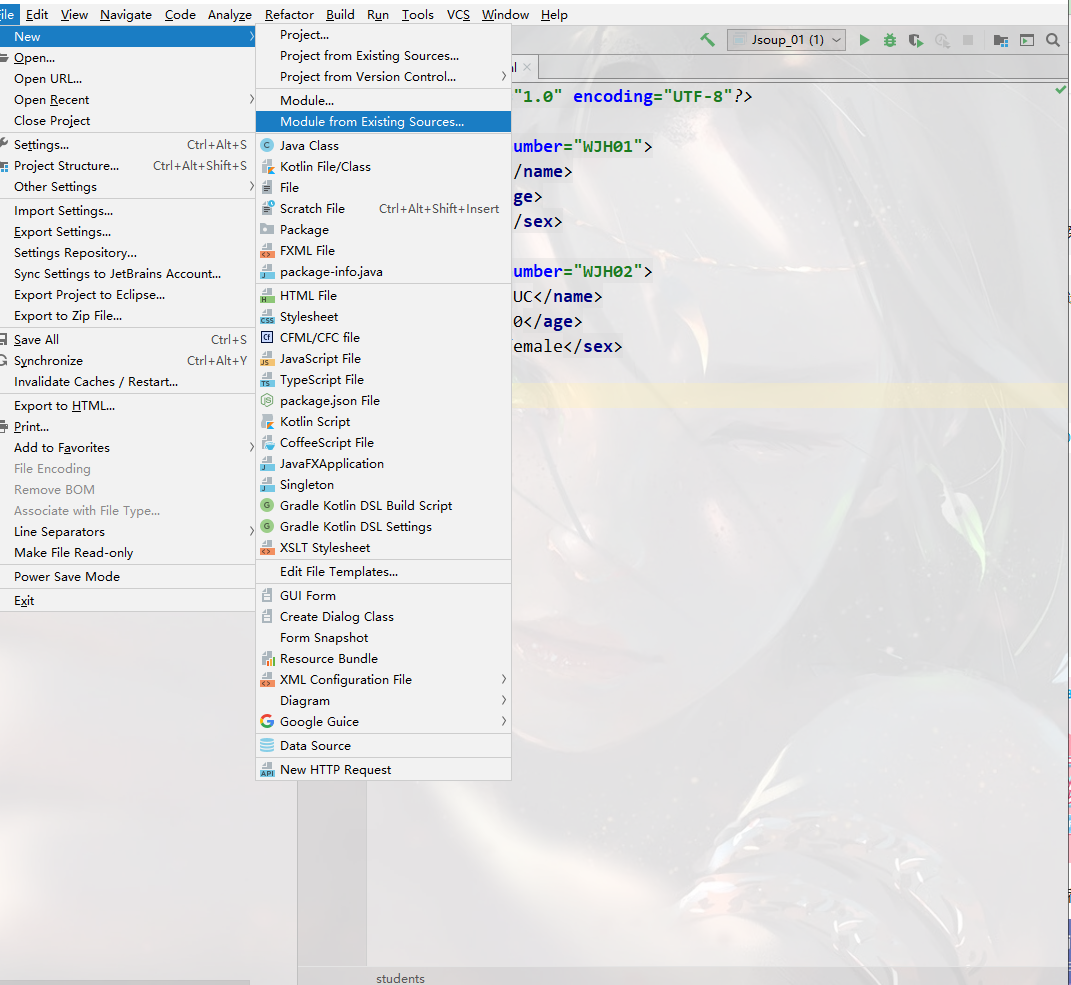 ile Edit View Navigate Code Analyze Refactor Build Run Tools VCS Window Help
New
Open...
Open URL...
Open Recent
Close Project
Settings... Ctrl+Alt+S
Project Structure... Ctrl+Alt+Shift+S
Other Settings
Import Settings...
Export Settings...
Settings Repository...
Sync Settings to JetBrains Account...
Export Project to Eclipse...
Export to Zip File...
Save All Ctrl+S
Synchronize Ctrl+Alt+Y
Invalidate Caches / Restart...
Export to HTML...
Print...
Add to Favorites
File Encoding
Remove BOM
Associate with File Type...
Line Separators
Make File Read-only
Power Save Mode
Exit
Project...
Project from Existing Sources...
Project from Version Control...
Module...
Module from Existing Sources...
Java Class
Kotlin File/Class
File
Scratch File Ctrl+Alt+Shift+Insert
Package
FXML File
package-info.java
HTML File
Stylesheet
CFML/CFC file
JavaScript File
TypeScript File
package.json File
Kotlin Script
CoffeeScript File
JavaFXApplication
Singleton
Gradle Kotlin DSL Build Script
Gradle Kotlin DSL Settings
XSLT Stylesheet
Edit File Templates...
GUI Form
Create Dialog Class
Form Snapshot
Resource Bundle
XML Configuration File
Diagram
Google Guice
Data Source
New HTTP Request
Jsoup_01 (1)
l
"1.0" encoding="UTF-8"?>
umber="WJH01">
/name>
ge>
/sex>
umber="WJH02">
UC</name>
0</age>
emale</sex>
students